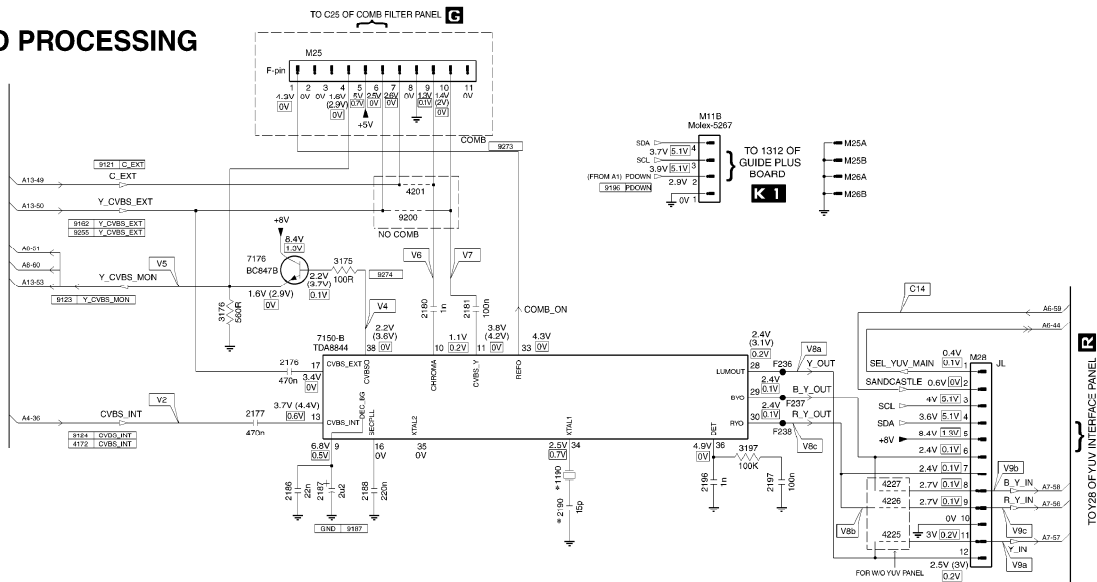 TO C25 OF COMB FILTER PANEL G
D PROCESSING
M25
F-pin
1 2 3 4 5 6 7 8 9 10 11
4.3V 0V 0V 1.6V 5V 2.5V 2.6V 0V 1.3V 1.4V 0V
0V (2.9V) 0.7V 0V 0V 0.1V (2V)
0V 0V
+5V
COMB
9273
M11B
Molex-5267
SDA 3.7V 5.1V 4
SCL 3.9V 5.1V 3
(FROM A1) PDOWN 2.9V 2
9196 PDOWN
0V 1
TO 1312 OF
GUIDE PLUS
BOARD
K 1
M25A
M25B
M26A
M26B
9121 C_EXT
C_EXT
A13-49
4201
A13-50
Y_CVBS_EXT
9162 Y_CVBS_EXT
9255 Y_CVBS_EXT
9200
NO COMB
+8V
8.4V
7176
BC847B
3175
100R
2.2V
(3.7V)
0.1V
9274
V6
V7
A8-60
A13-53
Y_CVBS_MON
V5
9123 Y_CVBS_MON
1.6V (2.9V)
0V
3176
560R
V4
2180
1n
2181
100n
COMB_ON
C14
A6-59
A6-44
R
TO Y28 OF YUV INTERFACE PANEL
7150-B
TDA8844
2.2V
(3.6V)
38 0V
10
1.1V
0.2V
11
3.8V
(4.2V)
0V
33
4.3V
0V
2176
470n
17
3.4V
0V
CVBS_EXT
CVBSO
CHROMA
CVBS_Y
REFO
A4-36
CVBS_INT
V2
4172 CVBS_INT
2177
470n
3.7V (4.4V)
0.6V
13
CVBS_INT
DEC_BG
SECPLL
XTAL2
XTAL1
DET
LUMOUT
BYO
RYO
2.4V
(3.1V)
0.2V
28
V8a
F236
Y_OUT
2.4V
0.1V
29
B_Y_OUT
F237
2.4V
0.1V
30
R_Y_OUT
F238
V8c
6.8V
0.5V
9
16
0V
35
0V
2.5V
0.7V
34
4.9V
0V
36
3197
100K
2186
22n
2187
2u2
2188
220n
GND 9187
*1190
*2190
15p
2196
1n
2197
100n
M28
JL
SEL_YUV_MAIN 0.4V 0.1V 1
SANDCASTLE 0.6V 0V 2
SCL 4V 5.1V 3
SDA 3.6V 5.1V 4
+8V 8.4V 1.3V 5
2.4V 0.1V 6
2.4V 0.1V 7
2.7V 0.1V 8
2.7V 0.1V 9
0V 10
3V 0.2V 11
12
2.5V (3V)
0.2V
4227
4226
4225
V8b
FOR W/O YUV PANEL
V9b
B_Y_IN
A7-58
R_Y_IN
A7-56
V9c
A7-57
Y_IN
V9a